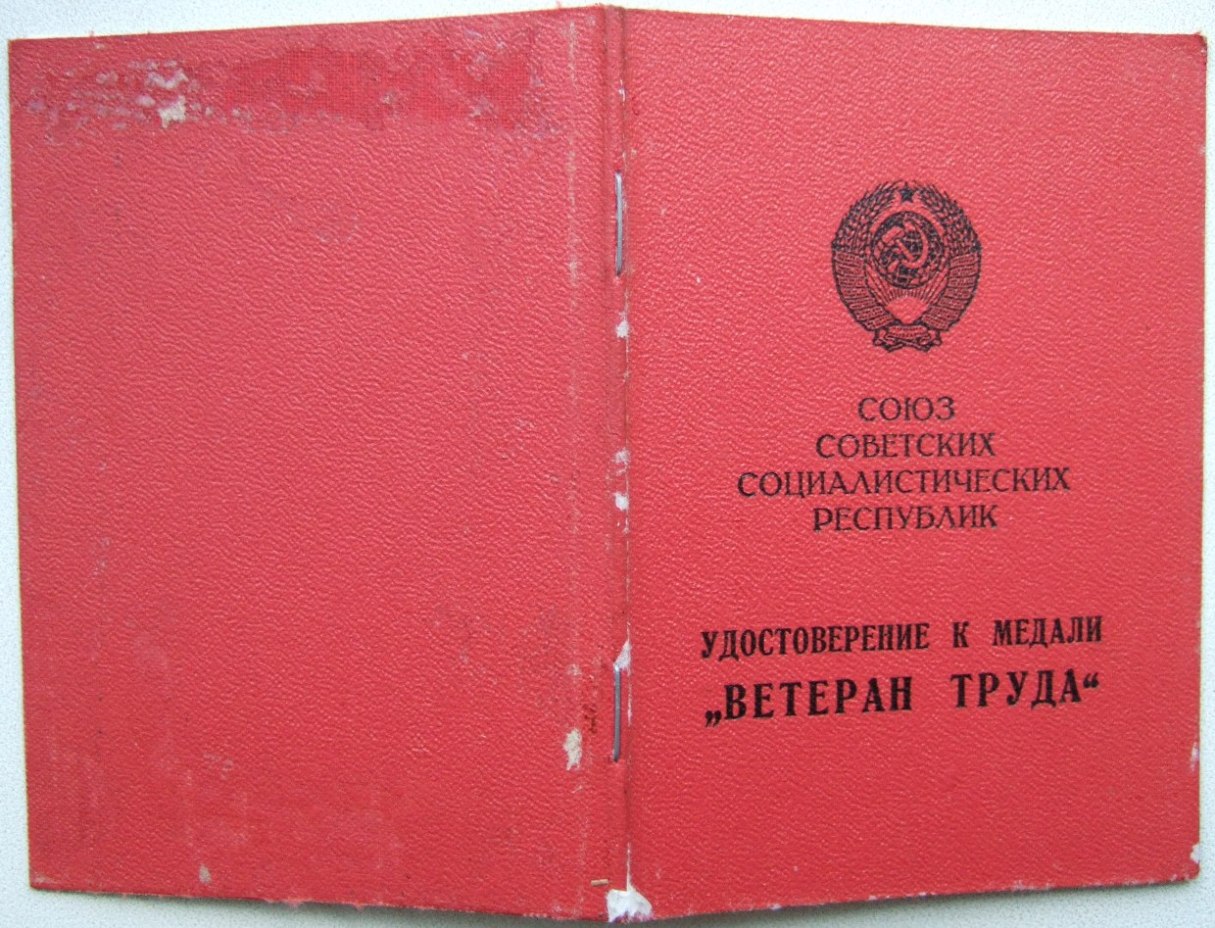 СОЮЗ
СОВЕТСКИХ
СОЦИАЛИСТИЧЕСКИХ
РЕСПУБЛИК
УДОСТОВЕРЕНИЕ К МЕДАЛИ
„ВЕТЕРАН ТРУДА“